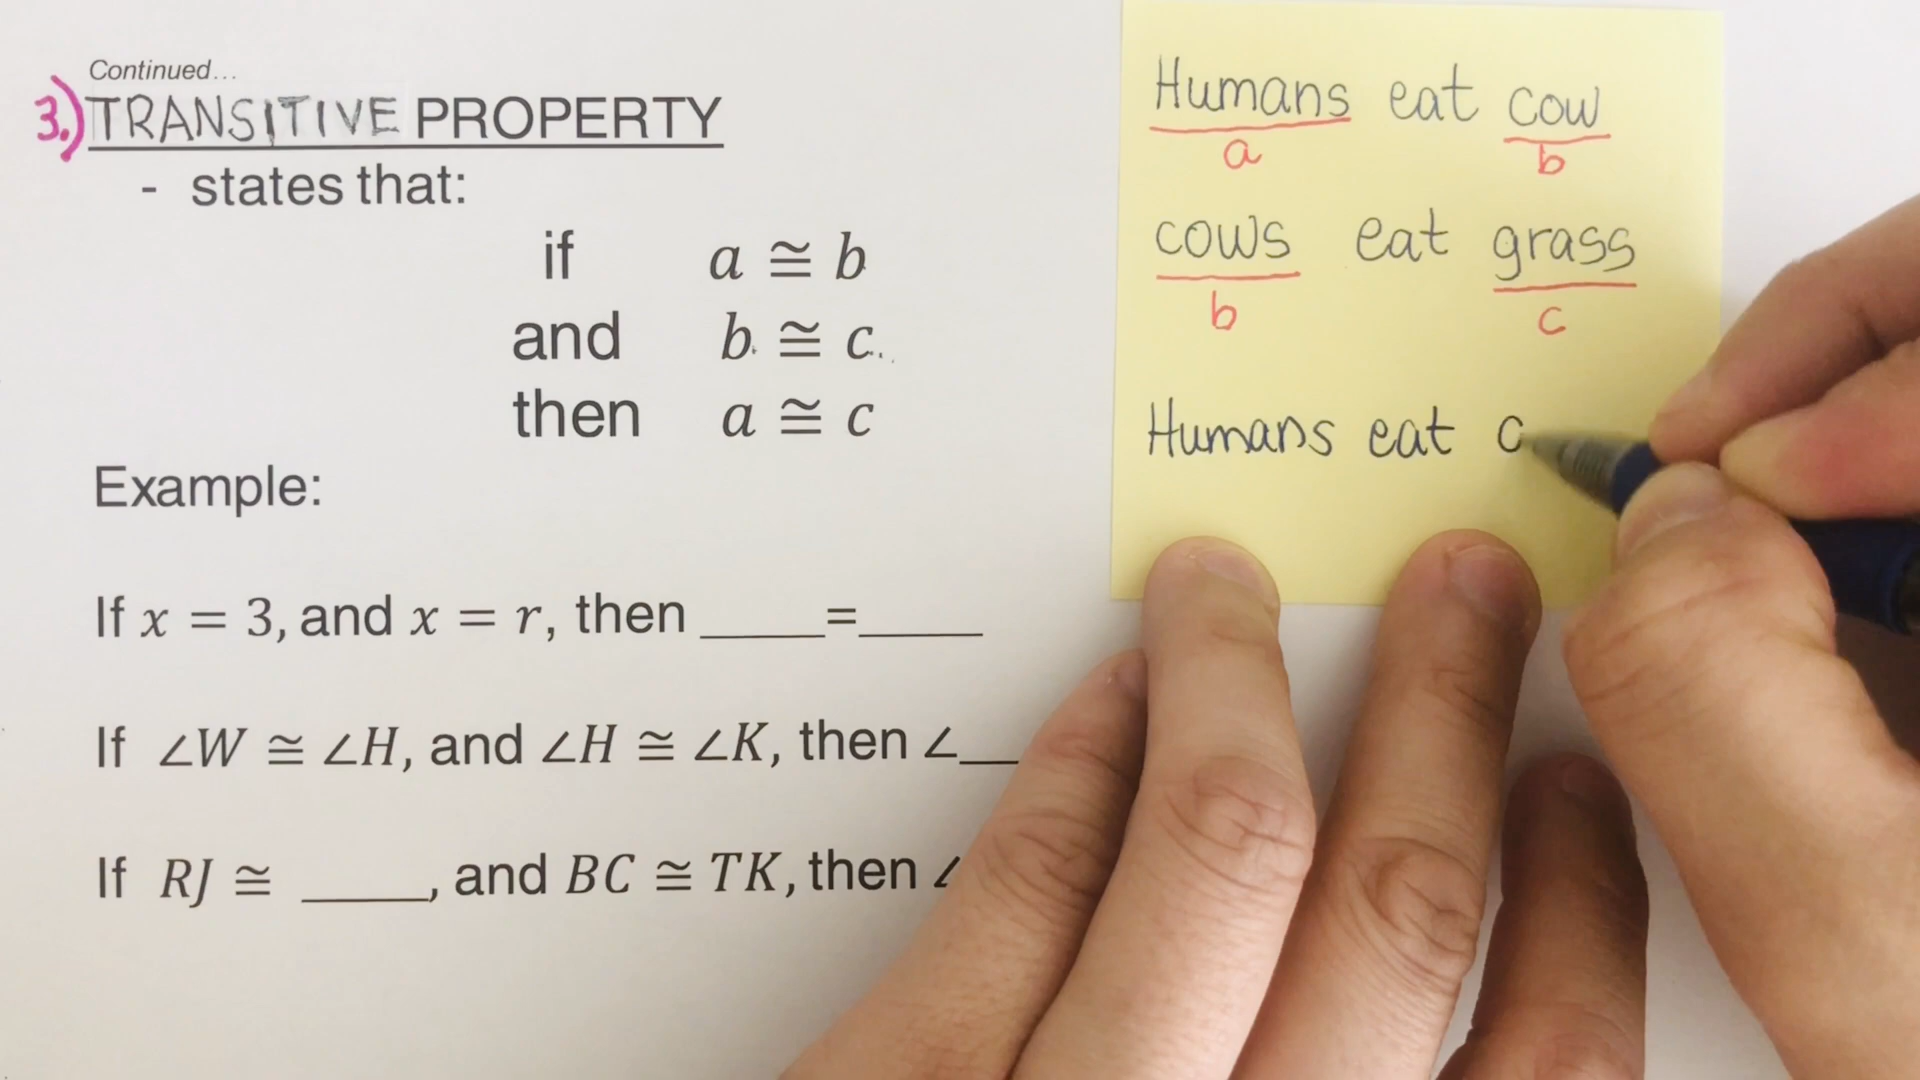 Continued...
3.) TRANSITIVE PROPERTY
- states that:
if a ≅ b
and b ≅ c
then a ≅ c
Example:
If x = 3, and x = r, then _____=_____
If ∠W ≅ ∠H, and ∠H ≅ ∠K, then ∠__
If RJ ≅ _____, and BC ≅ TK, then ∠
Humans eat cow
a b
cows eat grass
b c
Humans eat c